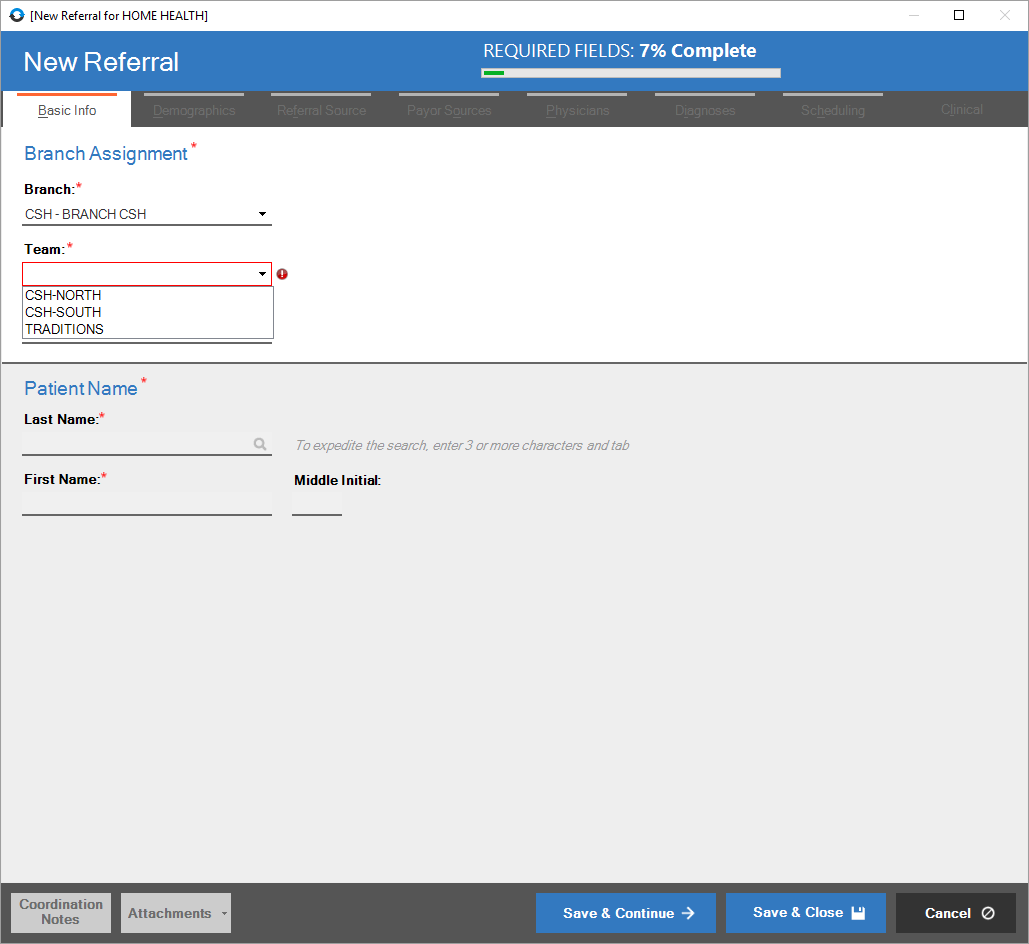 [New Referral for HOME HEALTH]
New Referral
REQUIRED FIELDS: 7% Complete
Basic Info Demographics Referral Source Payor Sources Physicians Diagnoses Scheduling Clinical
Branch Assignment *
Branch:*
CSH - BRANCH CSH
Team:*
CSH-NORTH
CSH-SOUTH
TRADITIONS
Patient Name *
Last Name:*
To expedite the search, enter 3 or more characters and tab
First Name:* Middle Initial:
Coordination
Notes
Attachments
Save & Continue
Save & Close
Cancel